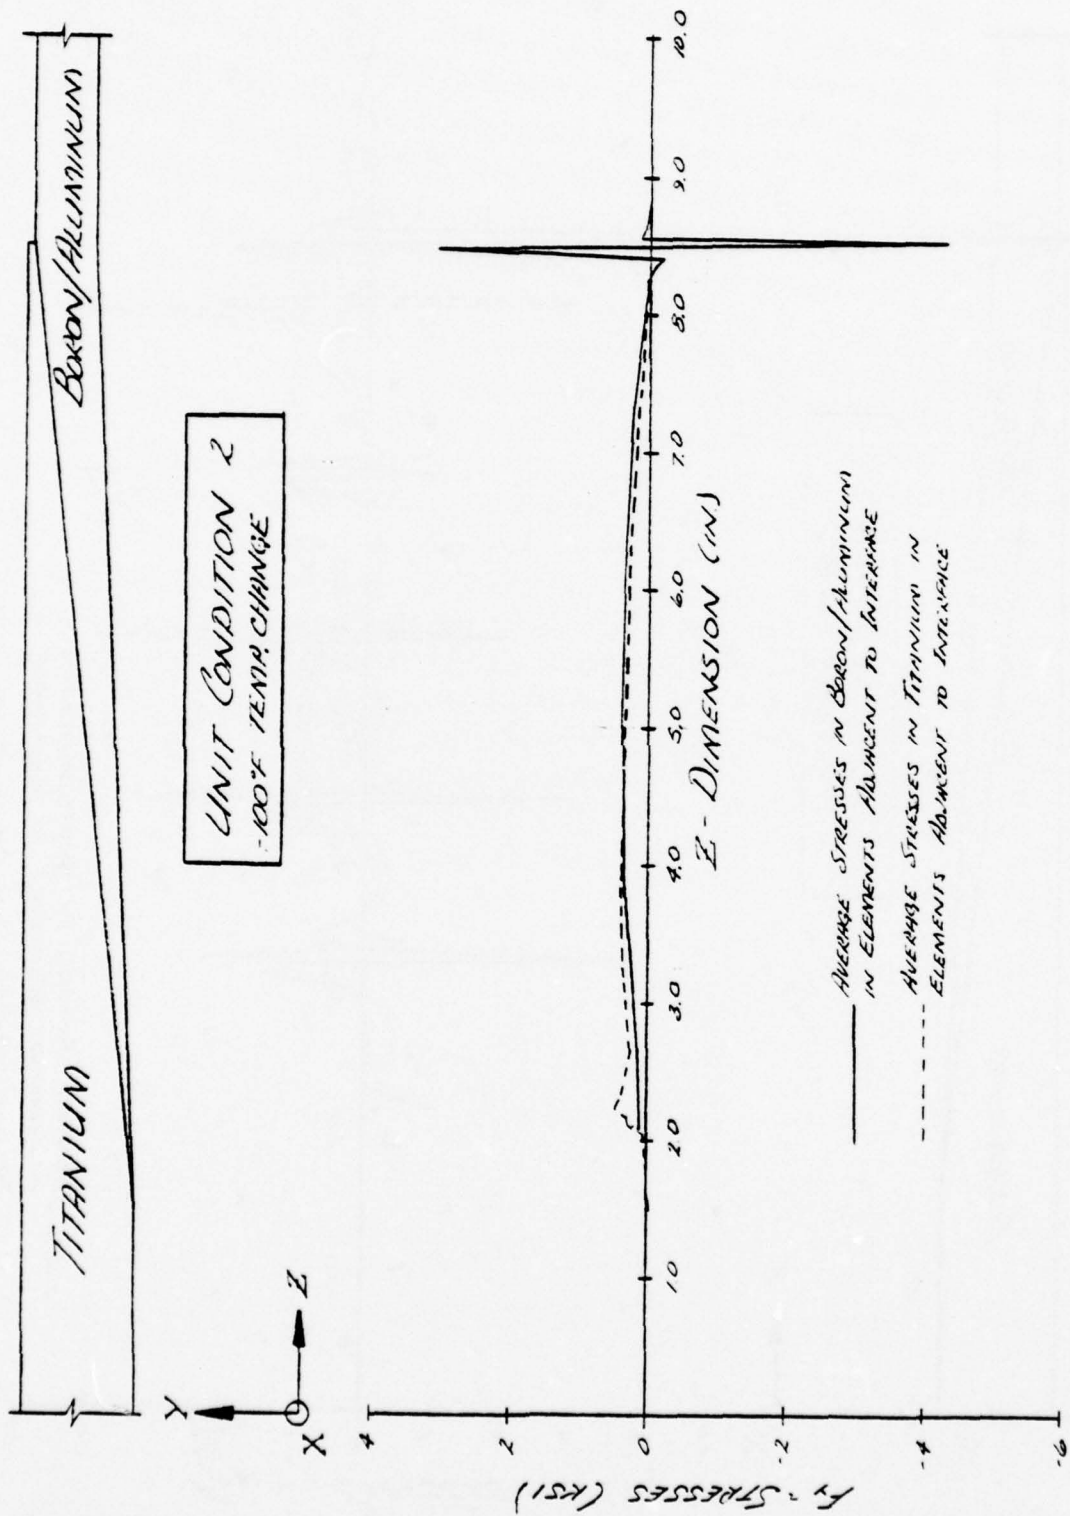 TITANIUM
BORON/ALUMINUM
UNIT CONDITION 2
-100°F TEMP. CHANGE
Y
X
Z
4
2
0
-2
-4
-6
FY - STRESSES (KSI)
1.0
2.0
3.0
4.0
5.0
6.0
7.0
8.0
9.0
10.0
Z - DIMENSION (IN.)
AVERAGE STRESSES IN BORON/ALUMINUM
IN ELEMENTS ADJACENT TO INTERFACE
AVERAGE STRESSES IN TITANIUM IN
ELEMENTS ADJACENT TO INTERFACE